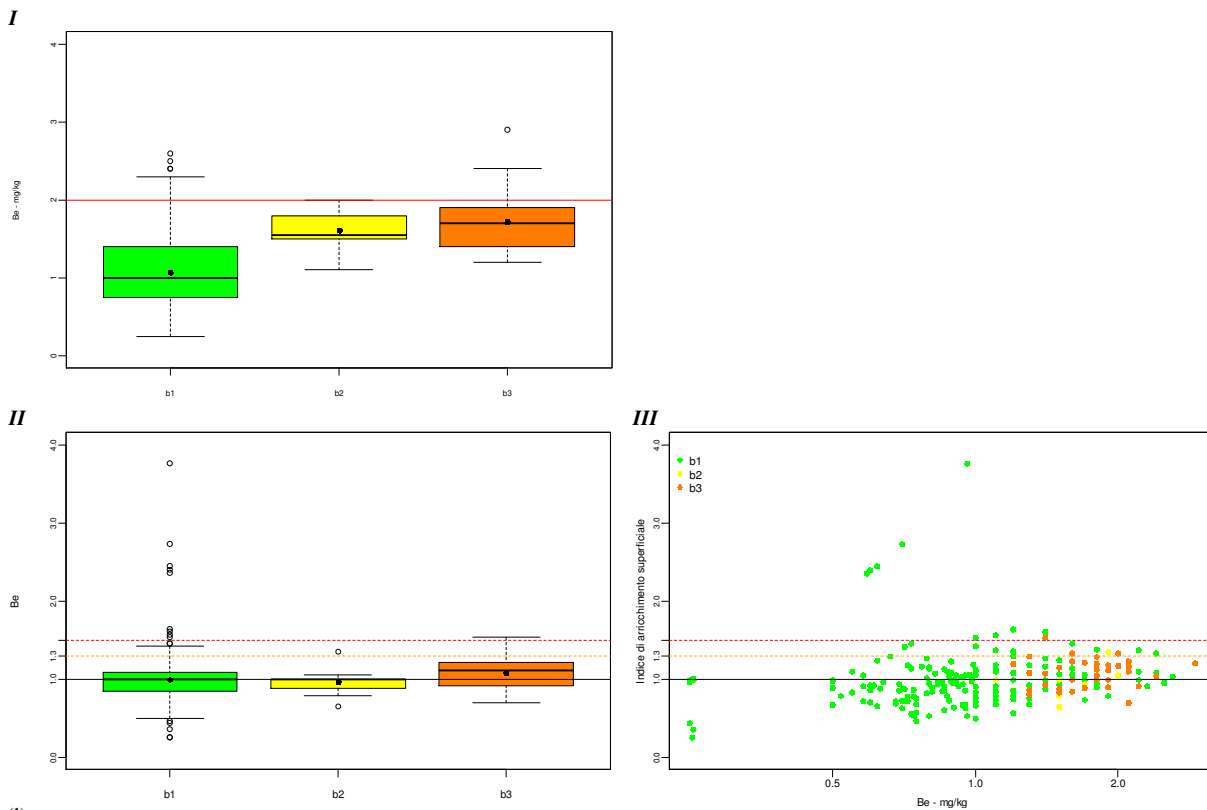 I
4
3
2
1
0
Be - mg/kg
b1
b2
b3
II
4.0
3.0
2.0
1.3
1.0
0.0
Be
b1
b2
b3
III
4.0
3.0
2.0
1.3
1.0
0.0
Indice di arricchimento superficiale
b1
b2
b3
0.5
1.0
2.0
Be - mg/kg